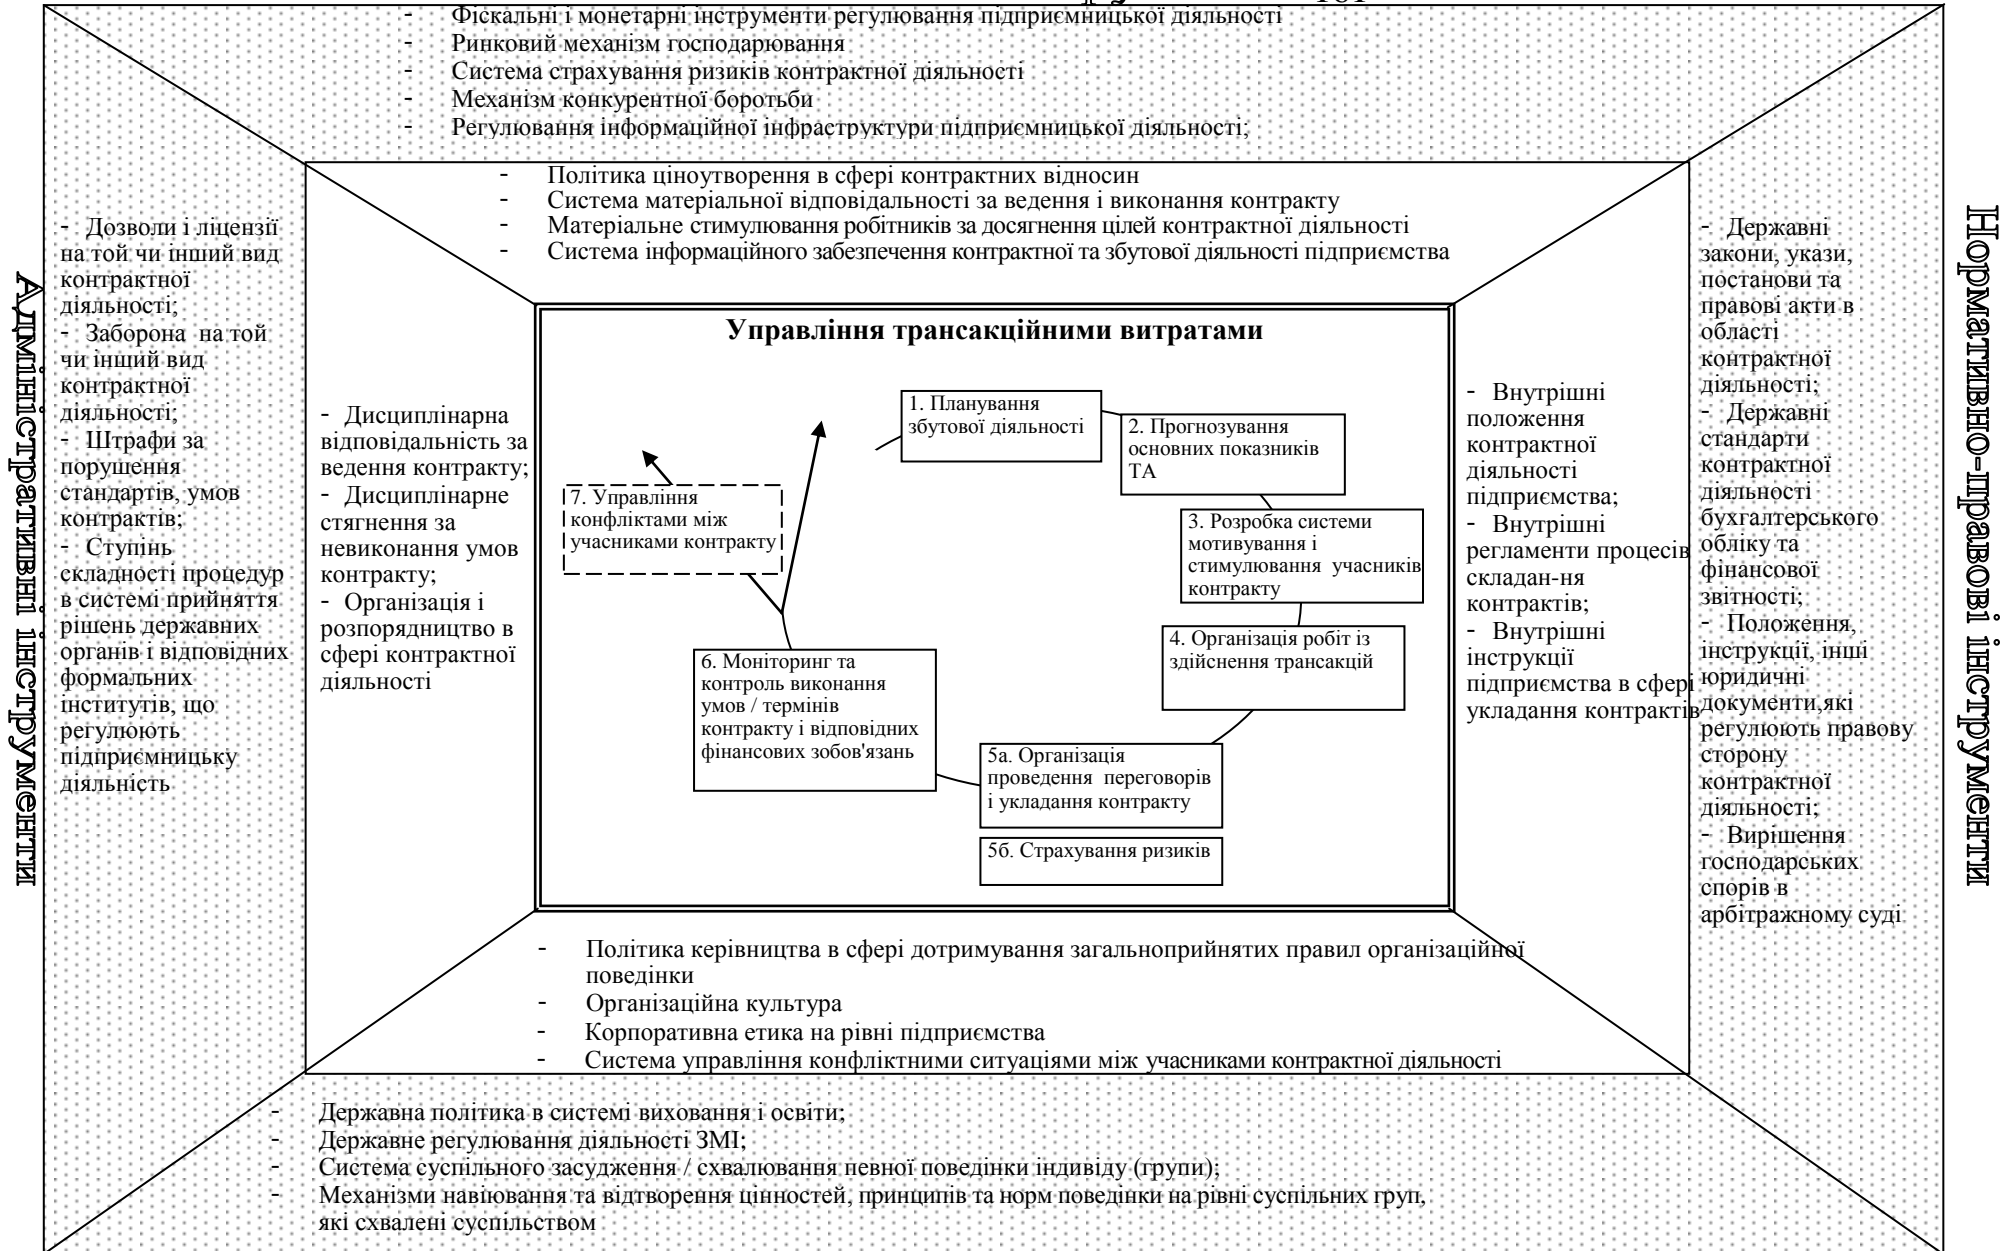 - Фіскальні і монетарні інструменти регулювання підприємницької діяльності
- Ринковий механізм господарювання
- Система страхування ризиків контрактної діяльності
- Механізм конкурентної боротьби
- Регулювання інформаційної інфраструктури підприємницької діяльності;
- Політика ціноутворення в сфері контрактних відносин
- Система матеріальної відповідальності за ведення і виконання контракту
- Матеріальне стимулювання робітників за досягнення цілей контрактної діяльності
- Система інформаційного забезпечення контрактної та збутової діяльності підприємства
Адміністративні інструменти
- Дозволи і ліцензії
на той чи інший вид
контрактної
діяльності;
- Заборона на той
чи інший вид
контрактної
діяльності;
- Штрафи за
порушення
стандартів, умов
контрактів;
- Ступінь
складності процедур
в системі прийняття
рішень державних
органів і відповідних
формальних
інститутів, що
регулюють
підприємницьку
діяльність
- Дисциплінарна
відповідальність за
ведення контракту;
- Дисциплінарне
стягнення за
невиконання умов
контракту;
- Організація і
розпорядництво в
сфері контрактної
діяльності
Управління трансакційними витратами
1. Планування
збутової діяльності
2. Прогнозування
основних показників
ТА
3. Розробка системи
мотивування і
стимулювання учасників
контракту
4. Організація робіт із
здійснення трансакцій
5а. Організація
проведення переговорів
і укладання контракту
5б. Страхування ризиків
6. Моніторинг та
контроль виконання
умов / термінів
контракту і відповідних
фінансових зобов'язань
7. Управління
конфліктами між
учасниками контракту
- Внутрішні
положення
контрактної
діяльності
підприємства;
- Внутрішні
регламенти процесів
складан-ня
контрактів;
- Внутрішні
інструкції
підприємства в сфері
укладання контрактів
- Державні
закони, укази,
постанови та
правові акти в
області
контрактної
діяльності;
- Державні
стандарти
контрактної
діяльності
бухгалтерського
обліку та
фінансової
звітності;
- Положення,
інструкції, інші
юридичні
документи,які
регулюють правову
сторону
контрактної
діяльності;
- Вирішення
господарських
спорів в
арбітражному суді
Нормативно-правові інструменти
- Політика керівництва в сфері дотримування загальноприйнятих правил організаційної
поведінки
- Організаційна культура
- Корпоративна етика на рівні підприємства
- Система управління конфліктними ситуаціями між учасниками контрактної діяльності
- Державна політика в системі виховання і освіти;
- Державне регулювання діяльності ЗМІ;
- Система суспільного засудження / схвалювання певної поведінки індивіду (групи);
- Механізми навіювання та відтворення цінностей, принципів та норм поведінки на рівні суспільних груп,
які схвалені суспільством